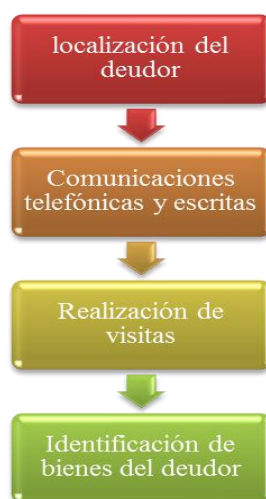 localización del
deudor
Comunicaciones
telefónicas y escritas
Realización de
visitas
Identificación de
bienes del deudor